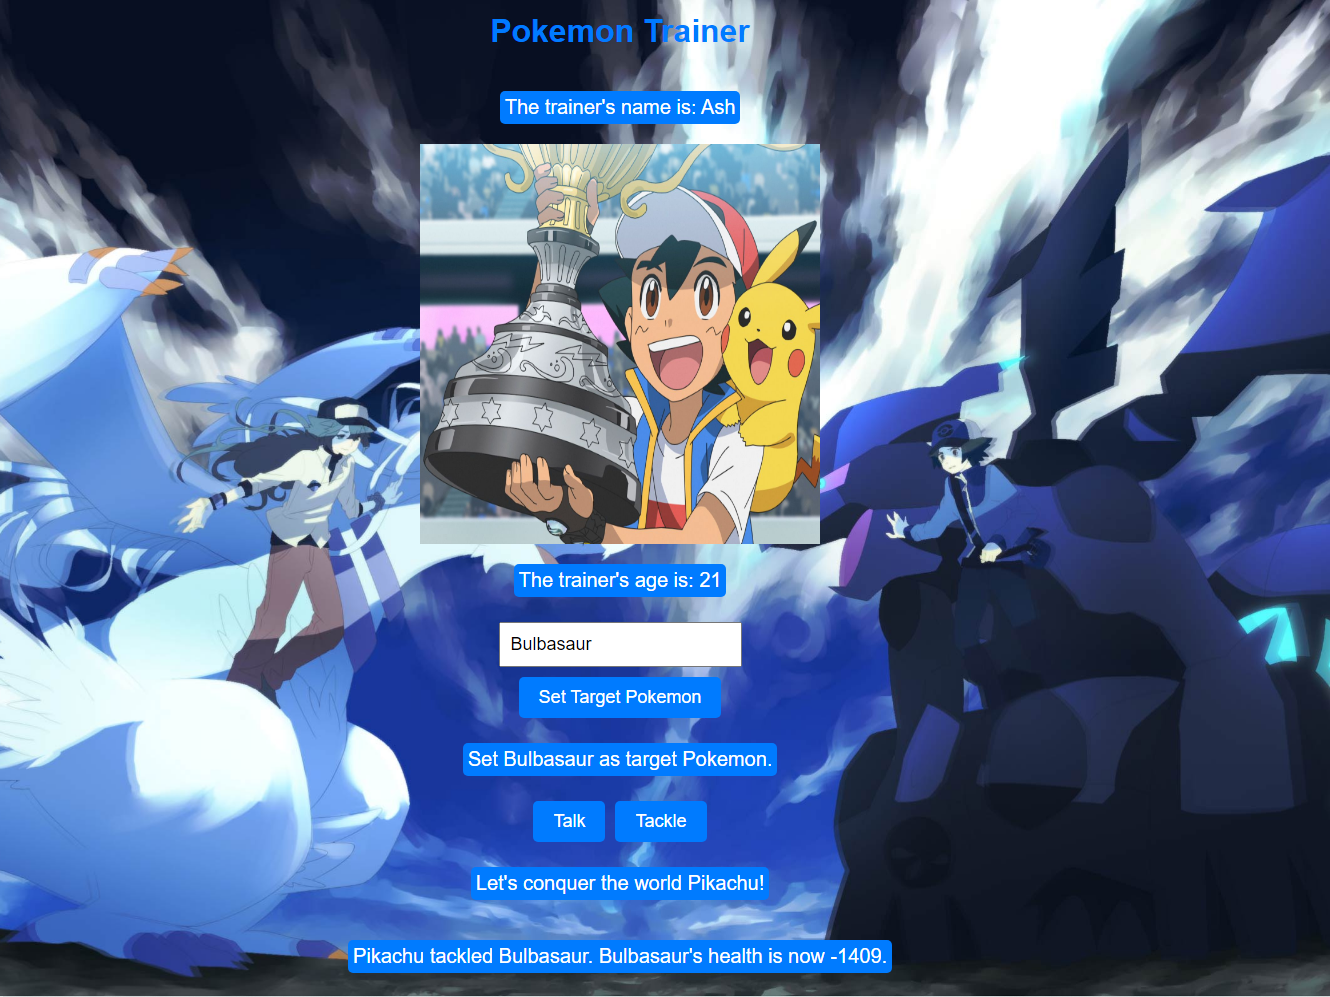 Pokemon Trainer
The trainer's name is: Ash
The trainer's age is: 21
Bulbasaur
Set Target Pokemon
Set Bulbasaur as target Pokemon.
Talk Tackle
Let's conquer the world Pikachu!
Pikachu tackled Bulbasaur. Bulbasaur's health is now -1409.